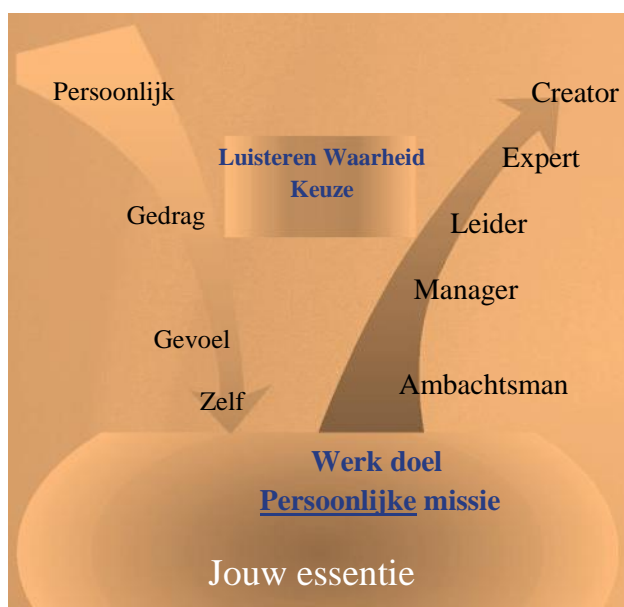 Persoonlijk
Creator
Luisteren Waarheid
Keuze
Expert
Gedrag
Leider
Manager
Gevoel
Zelf
Ambachtsman
Werk doel
Persoonlijke missie
Jouw essentie